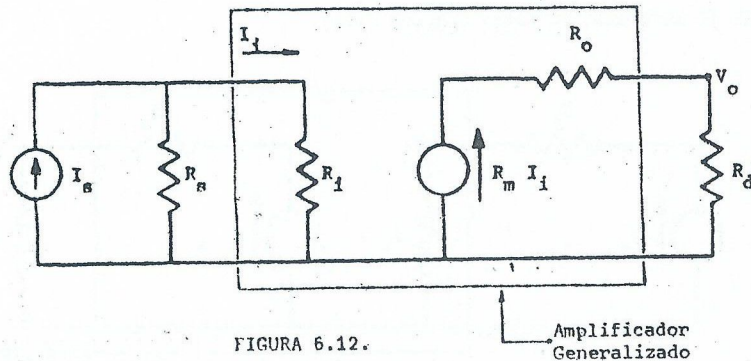 I_i
R_o
V_o
I_s
R_s
R_i
R_m I_i
R_d
FIGURA 6.12.
Amplificador
Generalizado